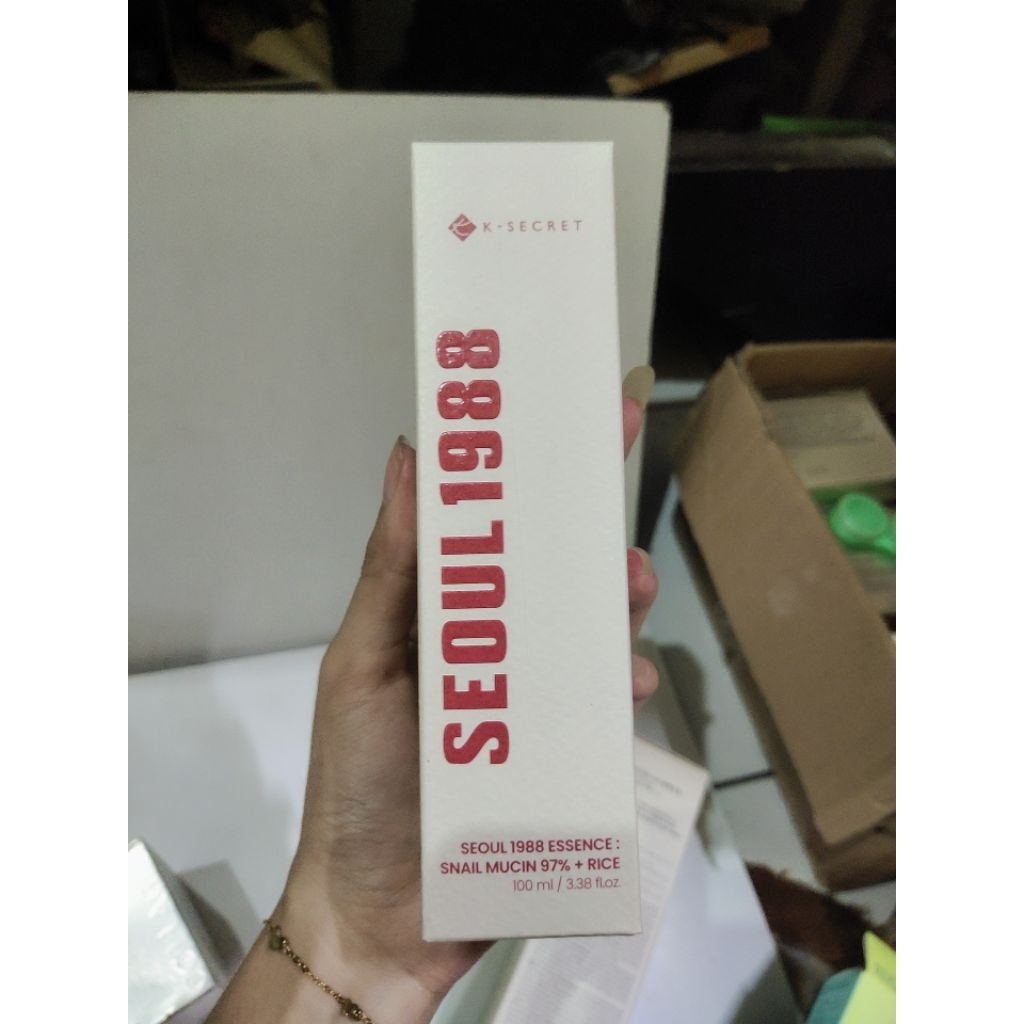 K-SECRET
SEOUL1988
SEOUL 1988 ESSENCE :
SNAIL MUCIN 97% + RICE
100 ml / 3.38 fl.oz.